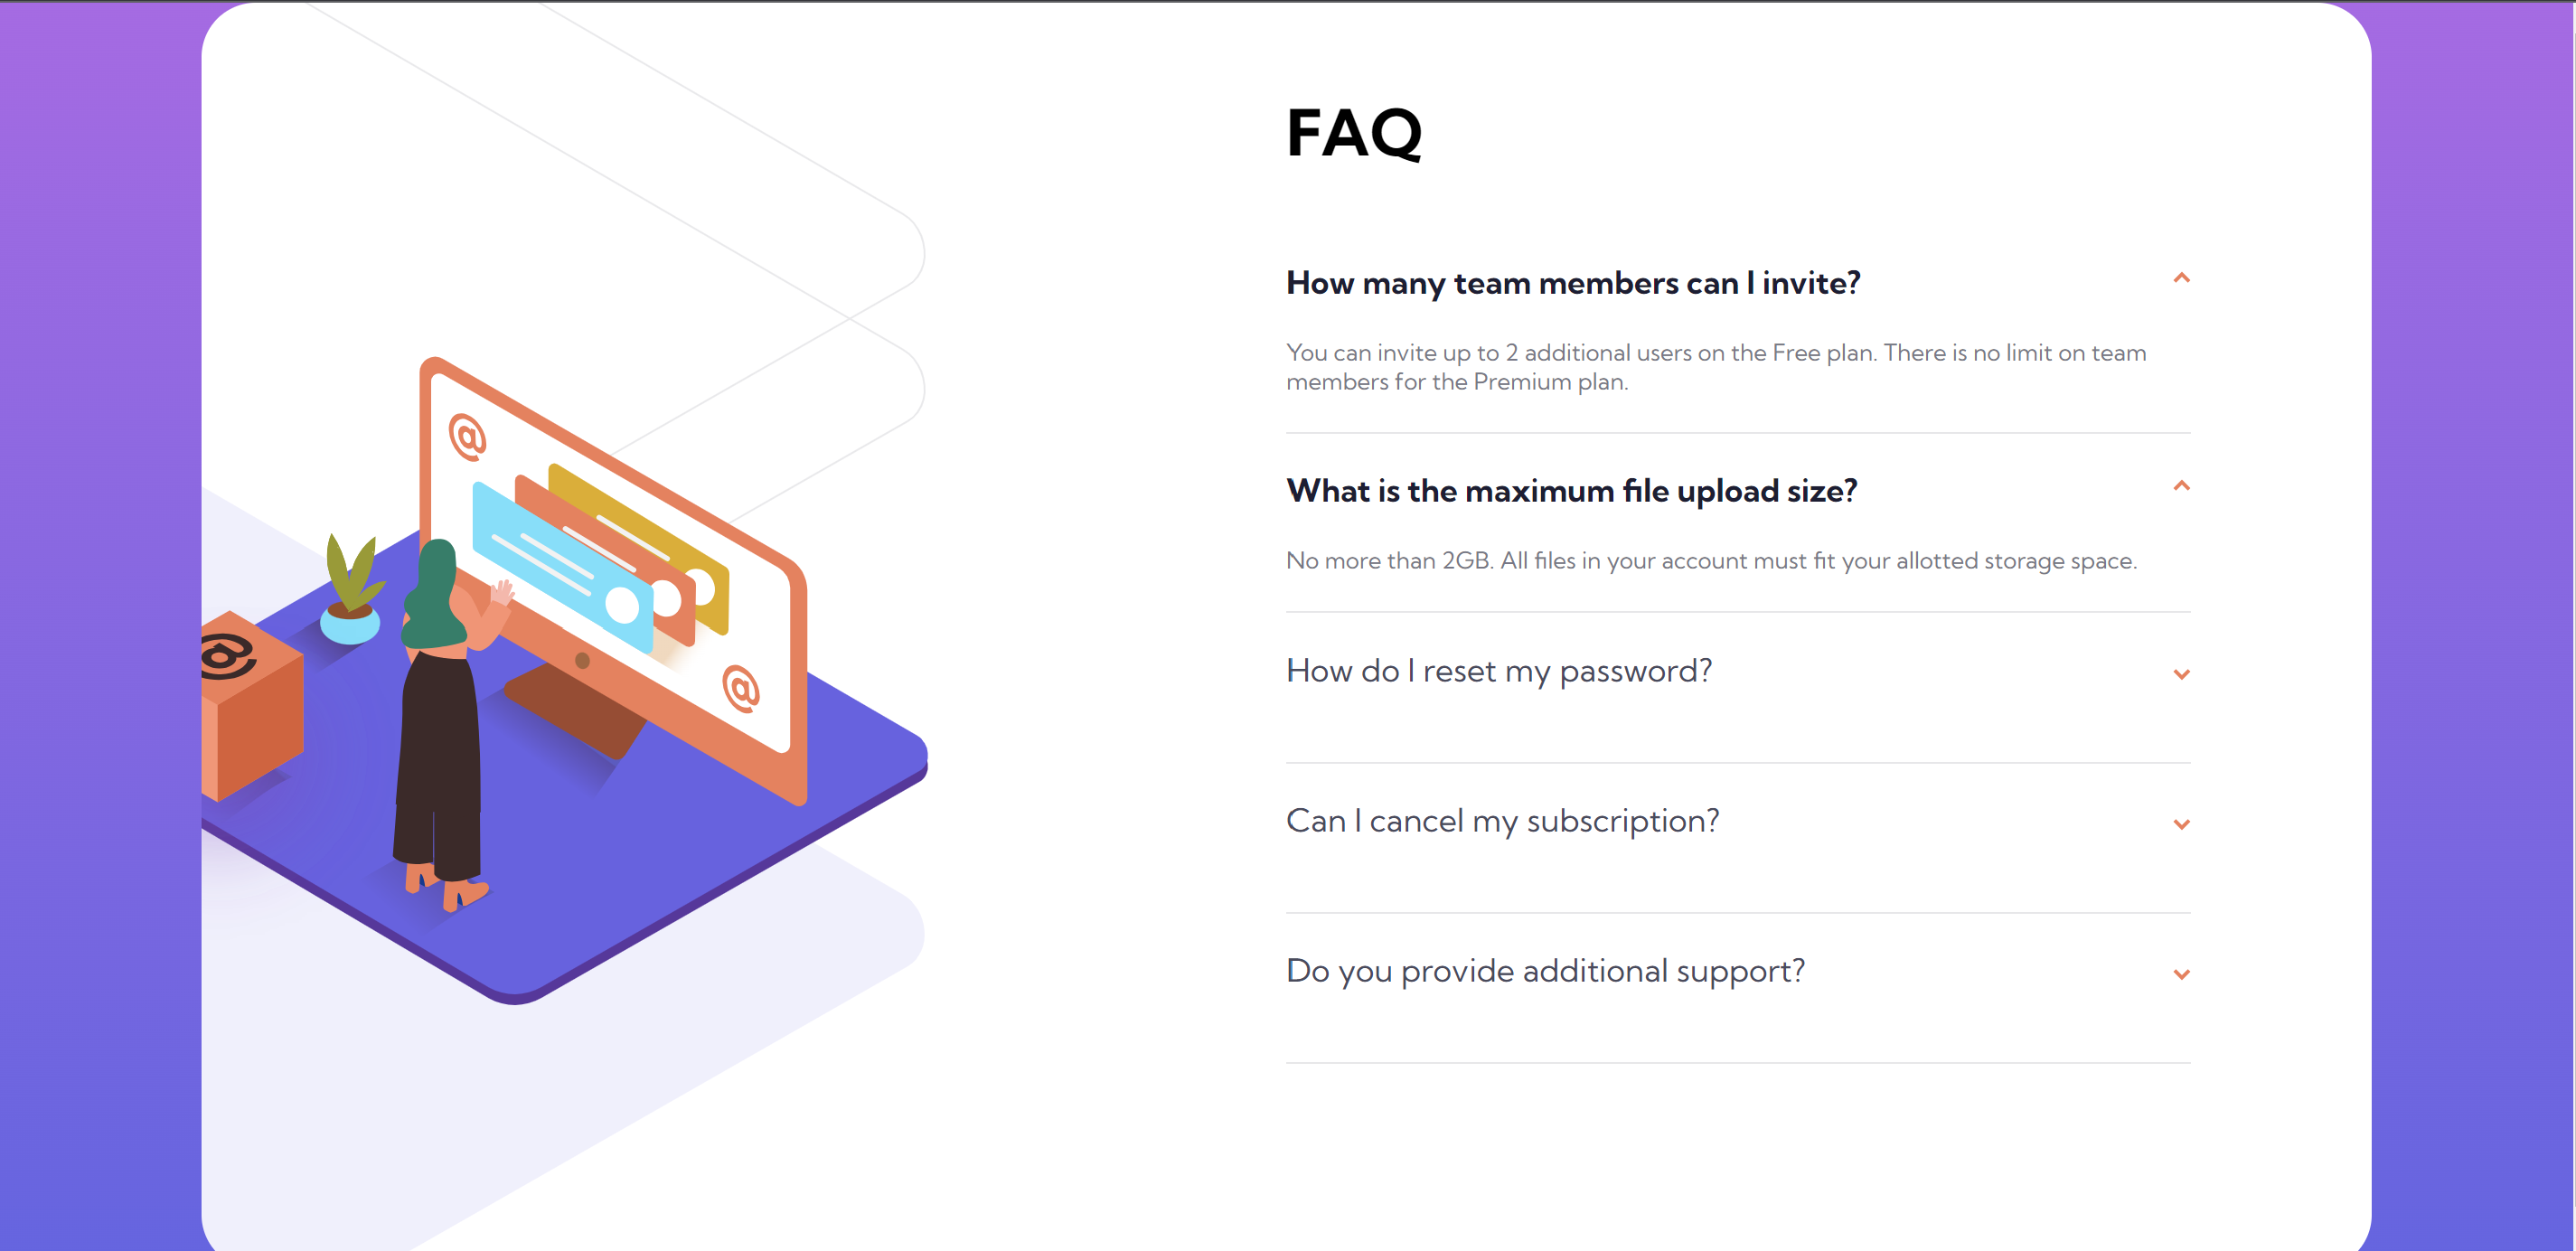 FAQ
How many team members can I invite?
You can invite up to 2 additional users on the Free plan. There is no limit on team
members for the Premium plan.
What is the maximum file upload size?
No more than 2GB. All files in your account must fit your allotted storage space.
How do I reset my password?
Can I cancel my subscription?
Do you provide additional support?
@
@
@